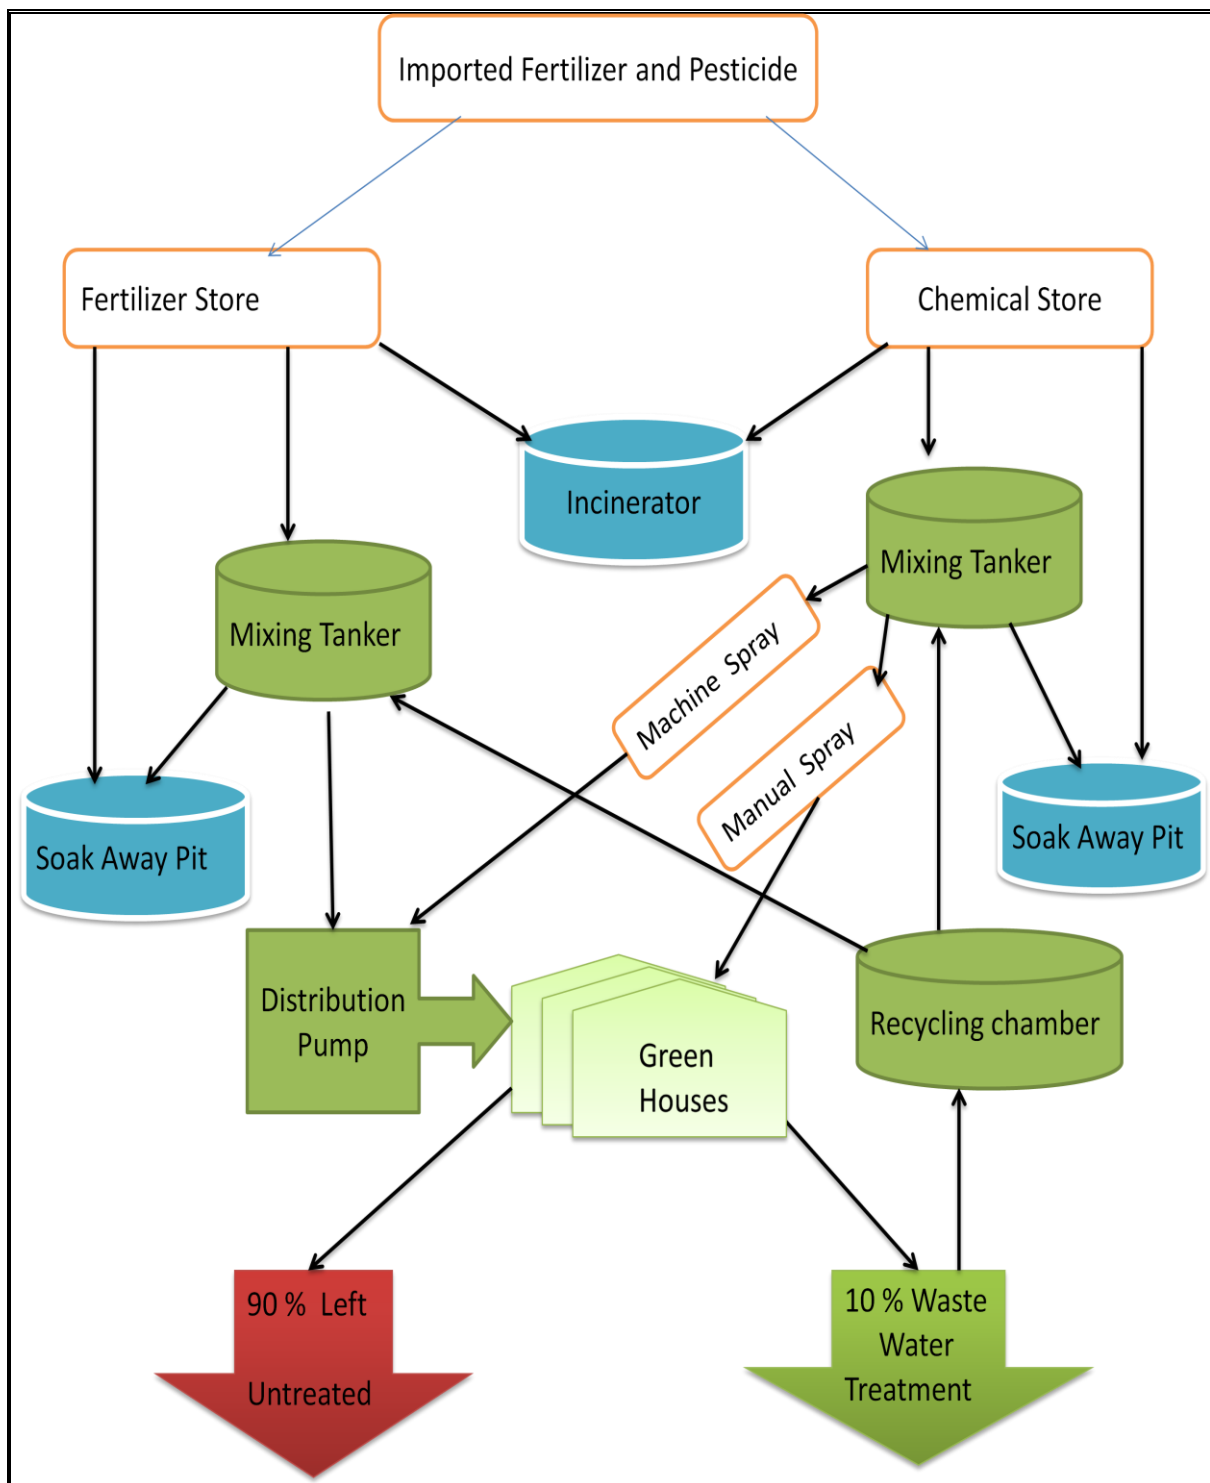 Imported Fertilizer and Pesticide
Fertilizer Store
Chemical Store
Incinerator
Mixing Tanker
Mixing Tanker
Machine Spray
Manual Spray
Soak Away Pit
Soak Away Pit
Distribution
Pump
Green
Houses
Recycling chamber
90 % Left
Untreated
10 % Waste
Water
Treatment